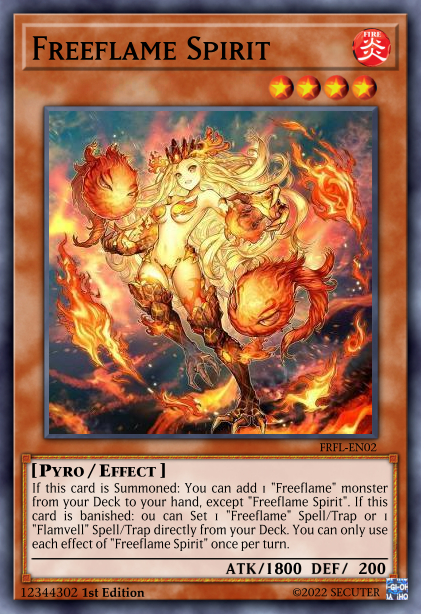 FREEFLAME SPIRIT
FIRE
炎
FRFL-EN02
[PYRO / EFFECT]
If this card is Summoned: You can add 1 "Freeflame" monster
from your Deck to your hand, except "Freeflame Spirit". If this
card is banished: ou can Set 1 "Freeflame" Spell/Trap or 1
"Flamvell" Spell/Trap directly from your Deck. You can only use
each effect of "Freeflame Spirit" once per turn.
ATK/1800 DEF/ 200
12344302 1st Edition
©2022 SECUTER